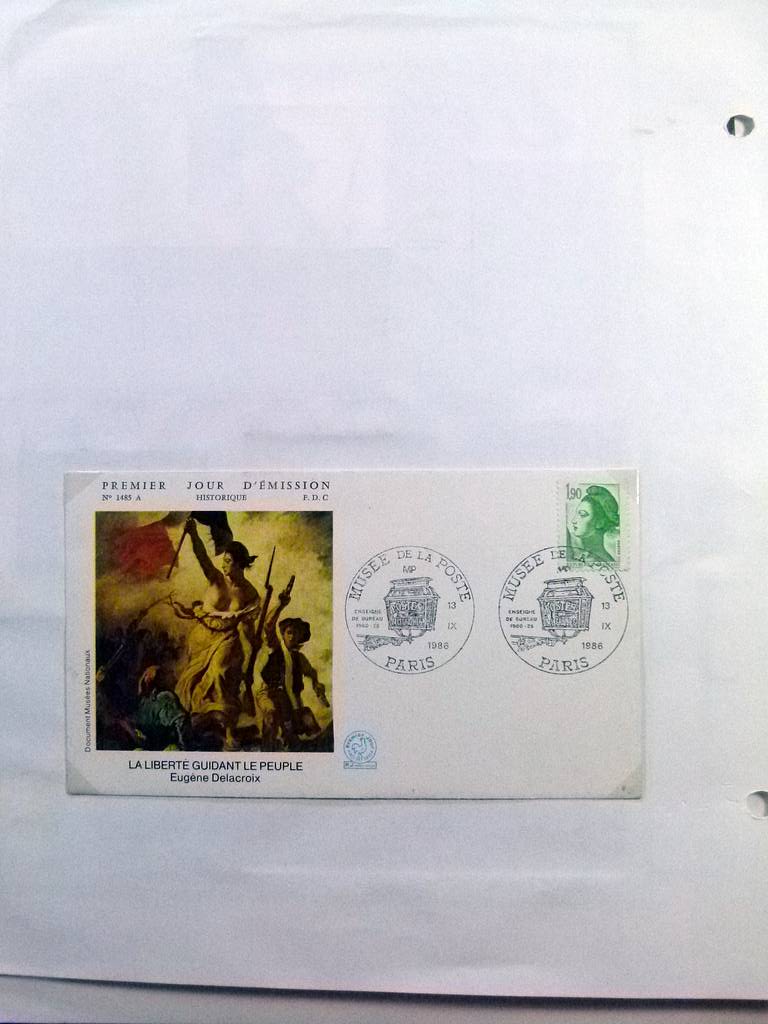 PREMIER JOUR D'ÉMISSION
Nº 1485 A HISTORIQUE F. D. C
Document Musées Nationaux
LA LIBERTÉ GUIDANT LE PEUPLE
Eugène Delacroix
MUSÉE DE LA POSTE
MP
ENSEIGNE
DE BUREAU
13
IX
1986
PARIS
1,90
MUSÉE DE LA POSTE
MP
ENSEIGNE
DE BUREAU
13
IX
1986
PARIS